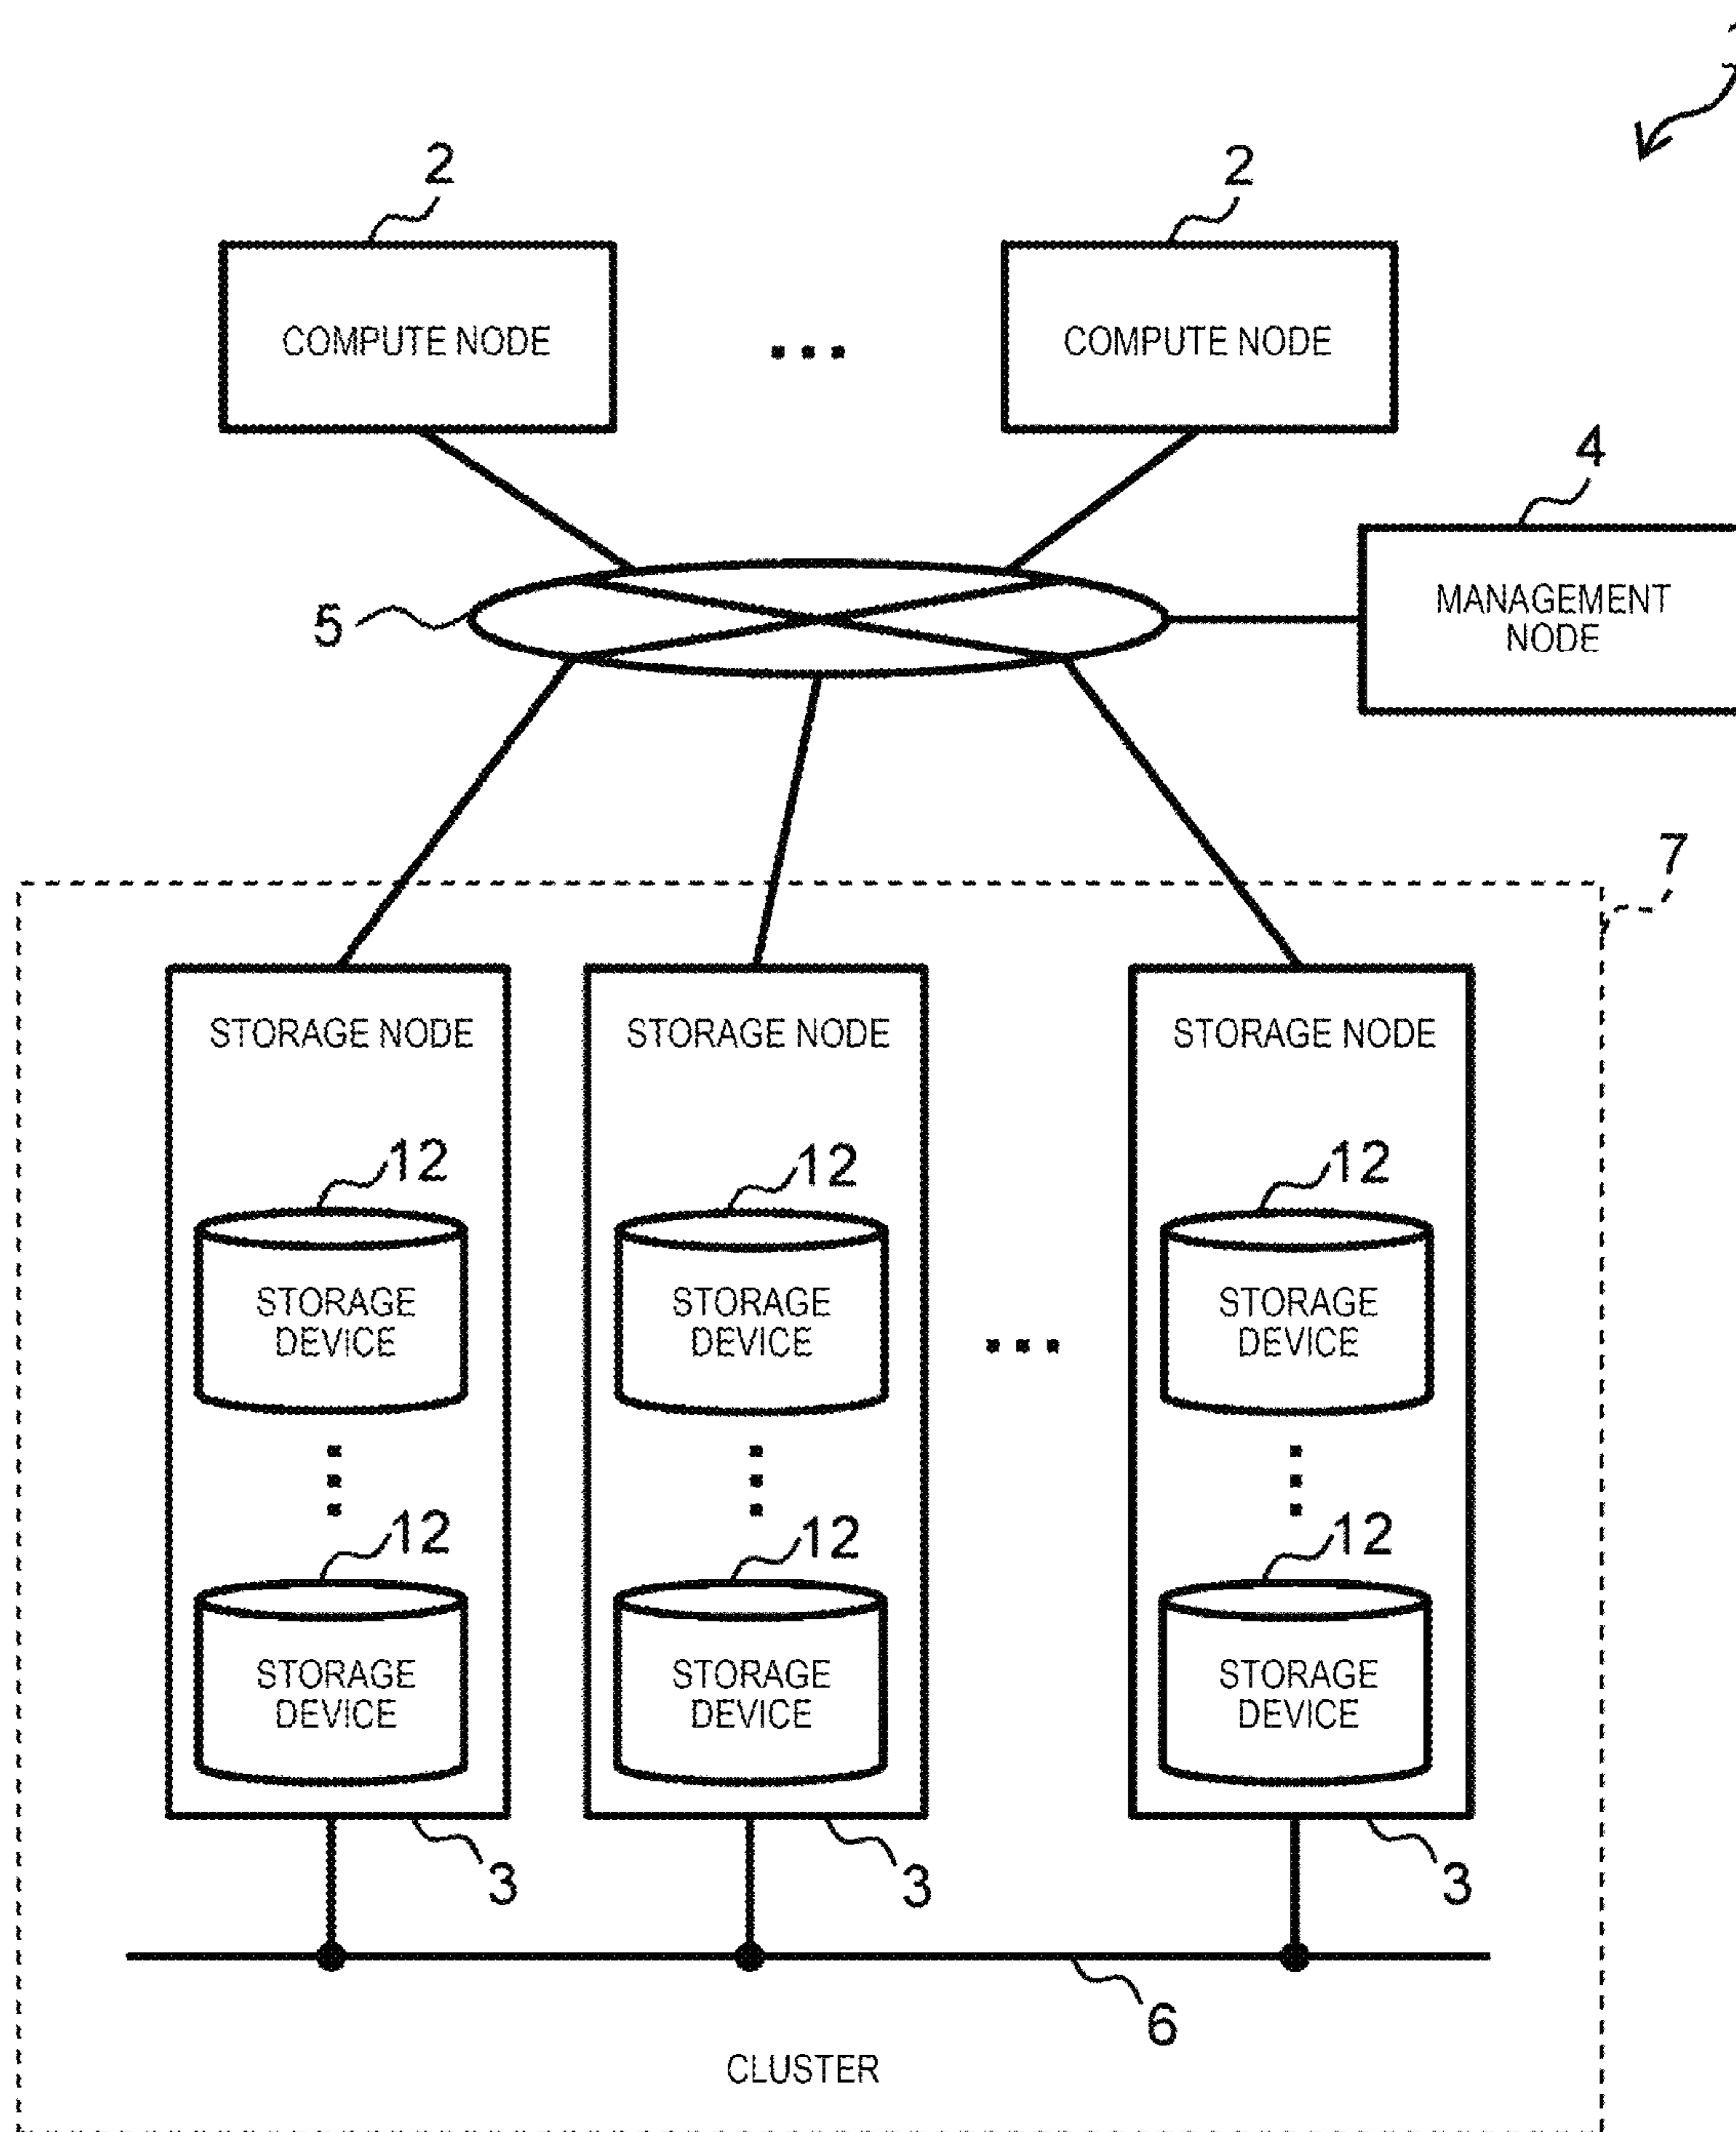 2
2
COMPUTE NODE
...
COMPUTE NODE
4
5
MANAGEMENT
NODE
7
STORAGE NODE
STORAGE NODE
STORAGE NODE
12
12
12
STORAGE
DEVICE
STORAGE
DEVICE
...
STORAGE
DEVICE
12
12
12
STORAGE
DEVICE
STORAGE
DEVICE
STORAGE
DEVICE
3
3
3
6
CLUSTER